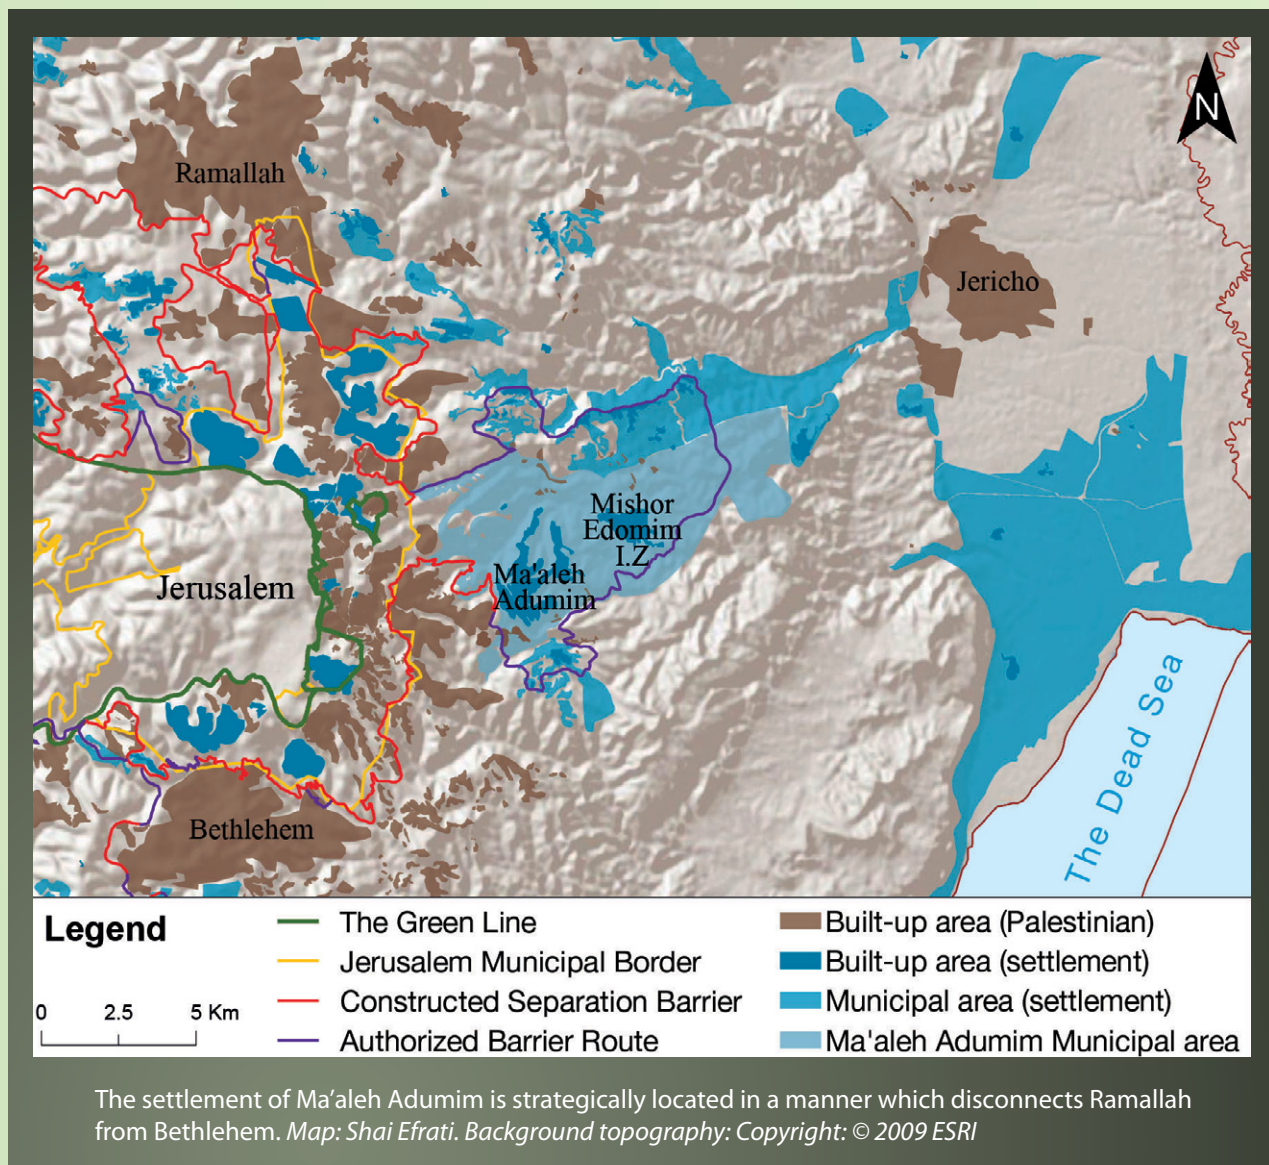 N
Ramallah
Jericho
Mishor
Edomim
I.Z
Ma'aleh
Adumim
Jerusalem
The Dead Sea
Bethlehem
Legend
0 2.5 5 Km
The Green Line
Jerusalem Municipal Border
Constructed Separation Barrier
Authorized Barrier Route
Built-up area (Palestinian)
Built-up area (settlement)
Municipal area (settlement)
Ma'aleh Adumim Municipal area
The settlement of Ma’aleh Adumim is strategically located in a manner which disconnects Ramallah
from Bethlehem. Map: Shai Efrati. Background topography: Copyright: © 2009 ESRI